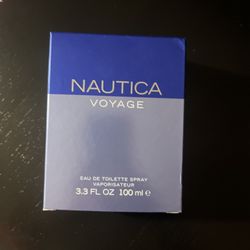 NAUTICA
VOYAGE
EAU DE TOILETTE SPRAY
VAPORISATEUR
3.3 FL OZ 100 ml ℮